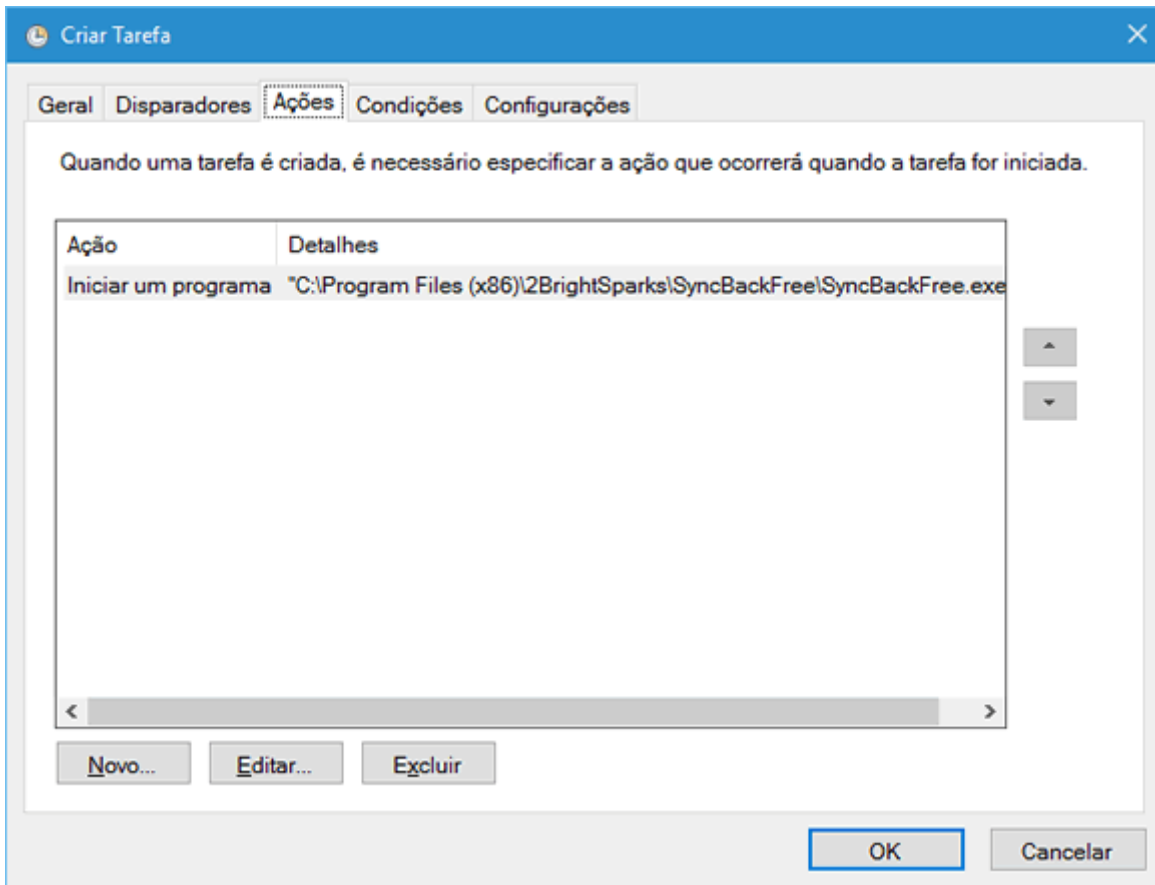 Criar Tarefa
Geral Disparadores Ações Condições Configurações
Quando uma tarefa é criada, é necessário especificar a ação que ocorrerá quando a tarefa for iniciada.
Ação Detalhes
Iniciar um programa "C:\Program Files (x86)\2BrightSparks\SyncBackFree\SyncBackFree.exe
Novo... Editar... Excluir
OK Cancelar